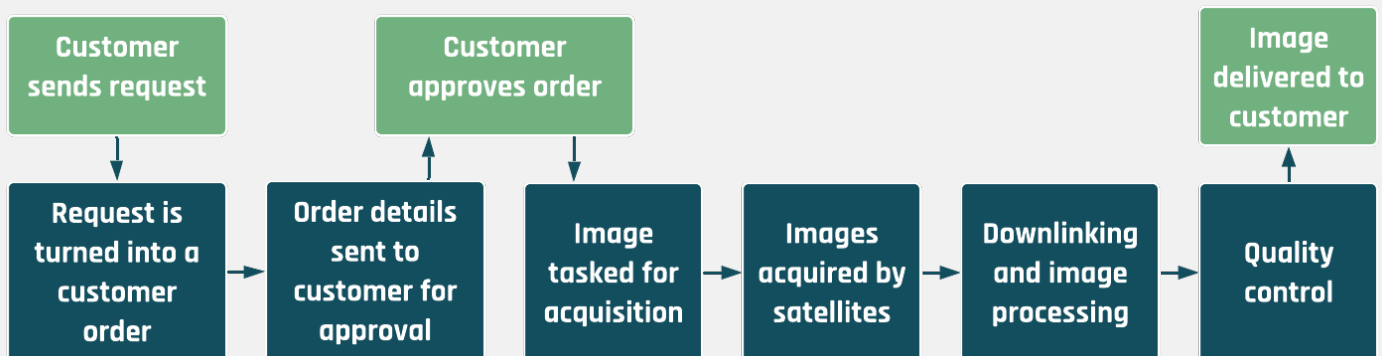 Customer
sends request
Customer
approves order
Image
delivered to
customer
Request is
turned into a
customer
order
Order details
sent to
customer for
approval
Image
tasked for
acquisition
Images
acquired by
satellites
Downlinking
and image
processing
Quality
control